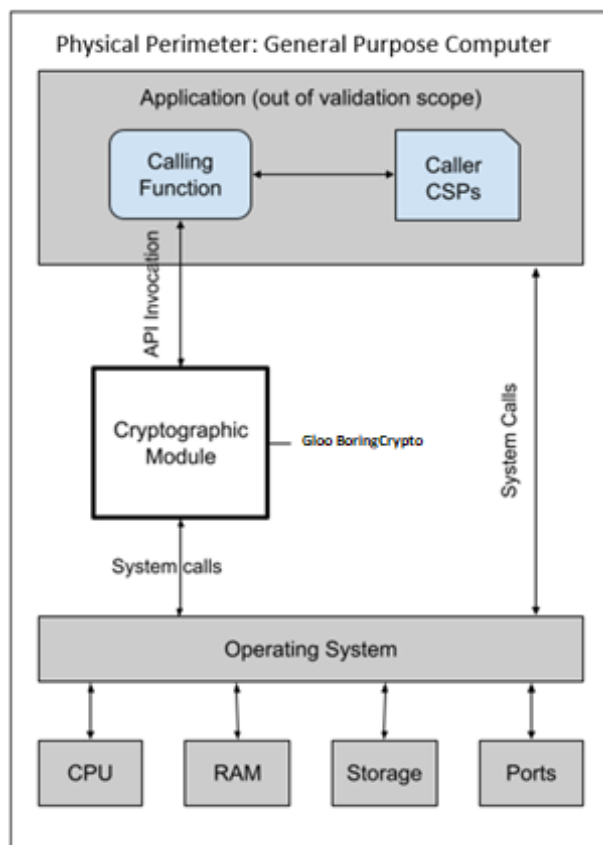 Physical Perimeter: General Purpose Computer
Application (out of validation scope)
Calling
Function
Caller
CSPs
API Invocation
Cryptographic
Module
Gloo BoringCrypto
System Calls
System calls
Operating System
CPU
RAM
Storage
Ports